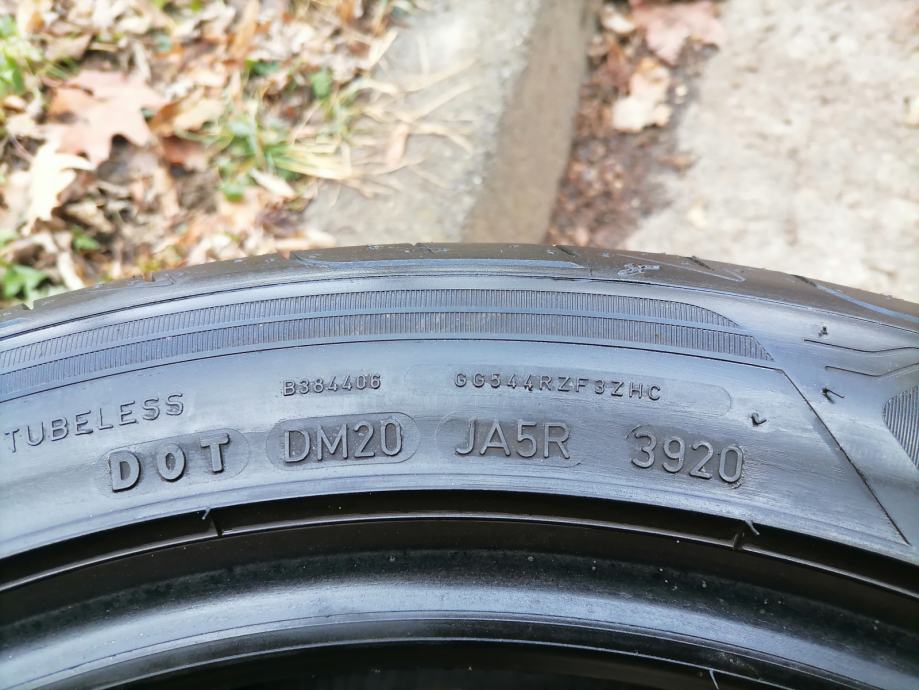 B384406 GG544RZF3ZHC
TUBELESS
DOT DM20 JA5R 3920